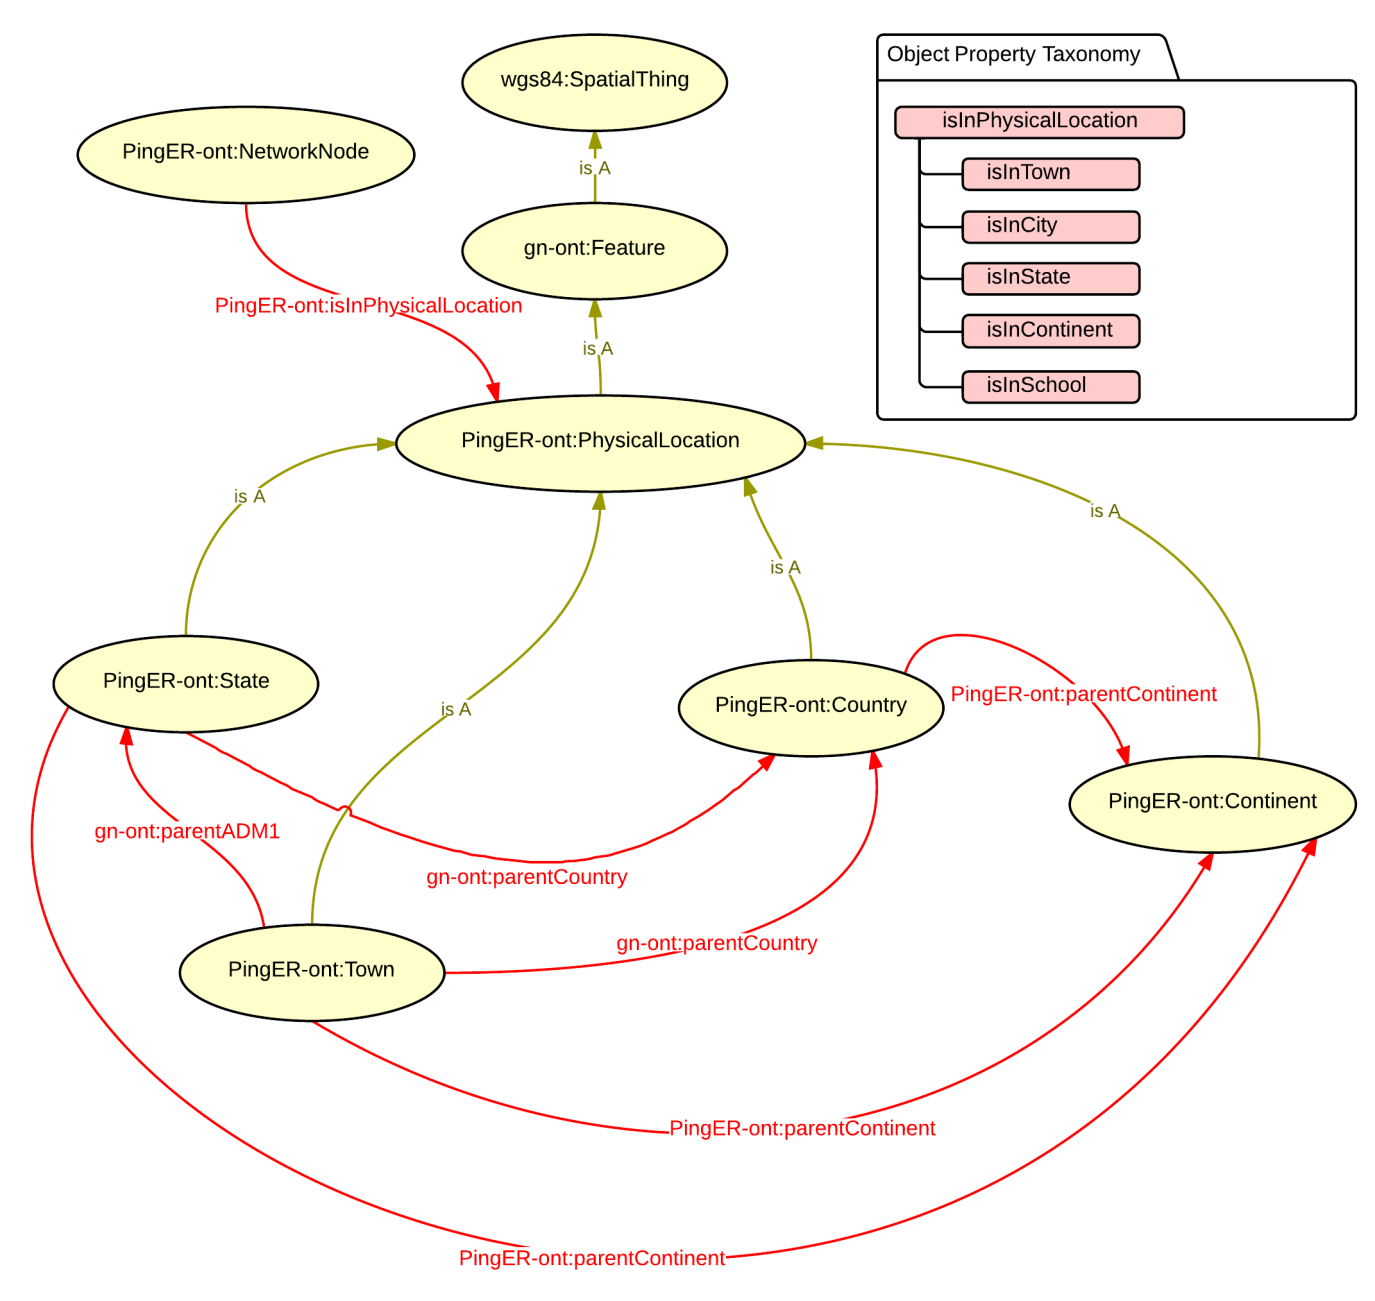 Object Property Taxonomy
wgs84:SpatialThing
isInPhysicalLocation
PingER-ont:NetworkNode
is A
isInTown
isInCity
gn-ont:Feature
isInState
PingER-ont:isInPhysicalLocation
isInContinent
is A
isInSchool
PingER-ont:PhysicalLocation
is A
is A
is A
PingER-ont:State
PingER-ont:parentContinent
PingER-ont:Country
is A
PingER-ont:Continent
gn-ont:parentADM1
gn-ont:parentCountry
gn-ont:parentCountry
PingER-ont:Town
PingER-ont:parentContinent
PingER-ont:parentContinent